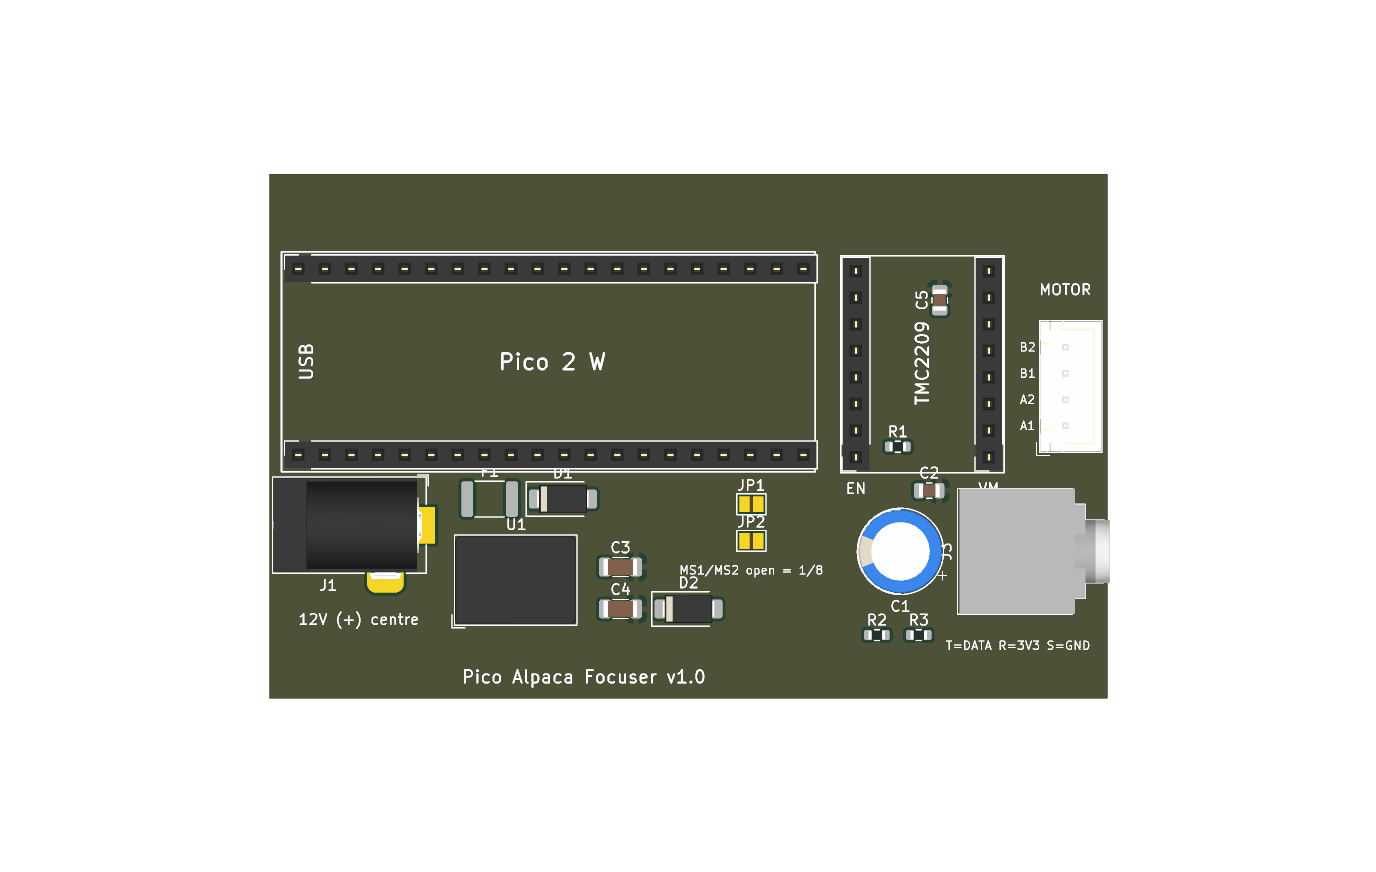 MOTOR
C5
B2
TMC2209
USB
Pico 2 W
B1
A2
A1
R1
F1
D1
C2
JP1
EN
VM
U1
JP2
C3
J3
MS1/MS2 open = 1/8
+
J1
C4
D2
C1
12V (+) centre
R2
R3
T=DATA R=3V3 S=GND
Pico Alpaca Focuser v1.0